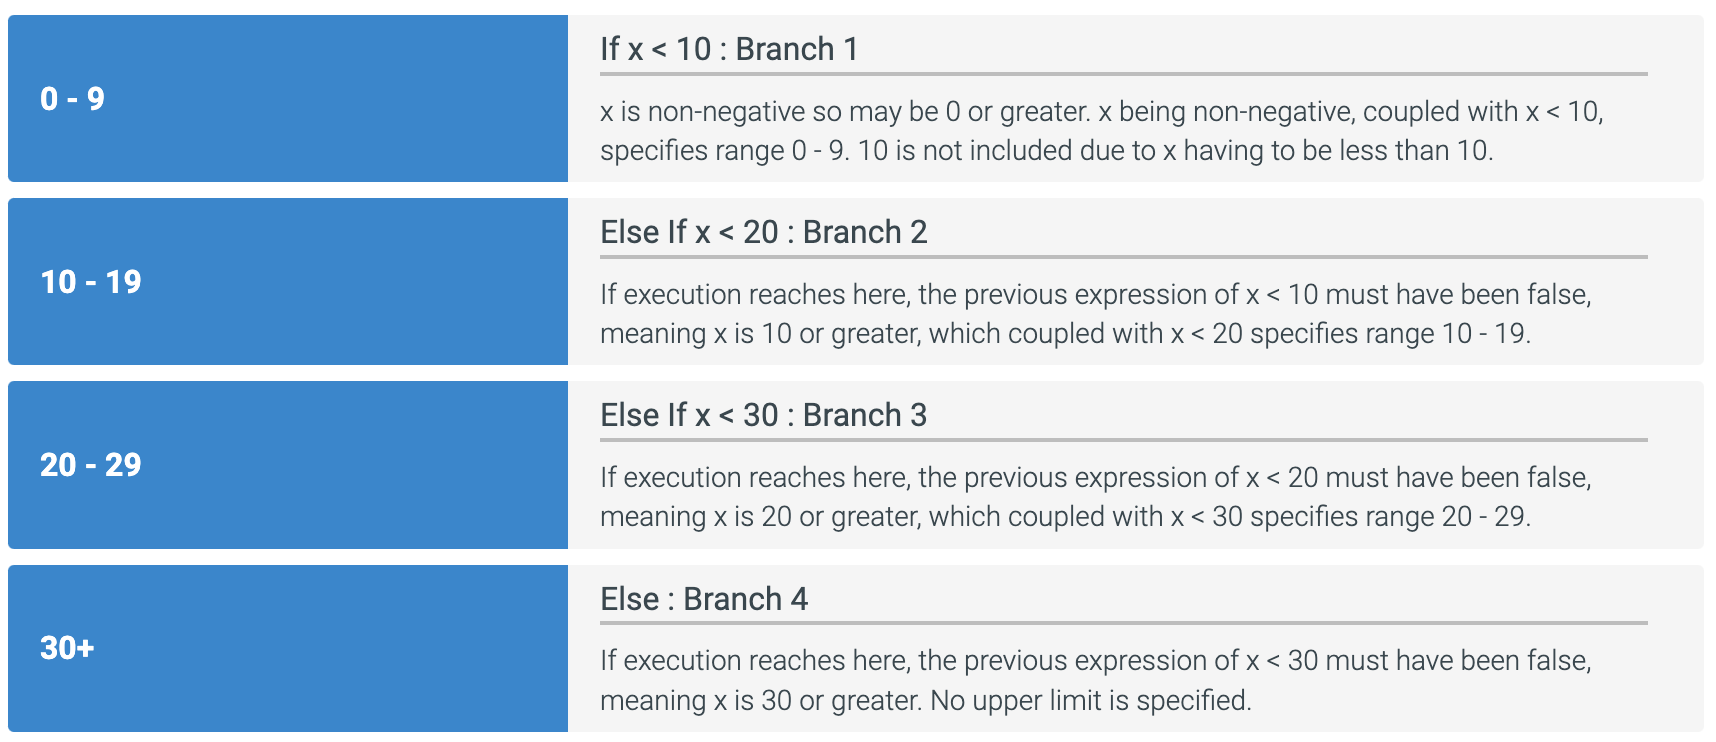 0 - 9
If x < 10 : Branch 1
x is non-negative so may be 0 or greater. x being non-negative, coupled with x < 10,
specifies range 0 - 9. 10 is not included due to x having to be less than 10.
10 - 19
Else If x < 20 : Branch 2
If execution reaches here, the previous expression of x < 10 must have been false,
meaning x is 10 or greater, which coupled with x < 20 specifies range 10 - 19.
20 - 29
Else If x < 30 : Branch 3
If execution reaches here, the previous expression of x < 20 must have been false,
meaning x is 20 or greater, which coupled with x < 30 specifies range 20 - 29.
30+
Else : Branch 4
If execution reaches here, the previous expression of x < 30 must have been false,
meaning x is 30 or greater. No upper limit is specified.